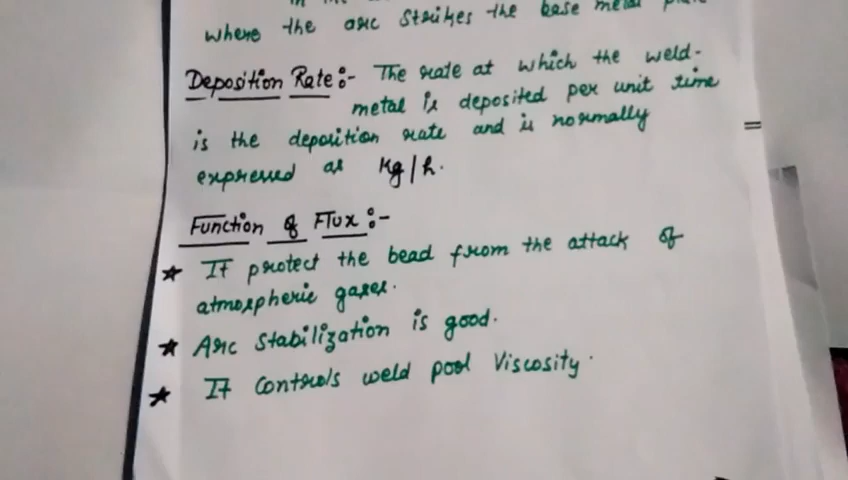 where the arc strikes the base metal
Deposition Rate:- The rate at which the weld-
metal is deposited per unit time
is the deposition rate and is normally
expressed as Kg/h.
Function of Flux:-
★ It protect the bead from the attack of
atmospheric gases.
★ Arc stabilization is good.
★ It controls weld pool viscosity.